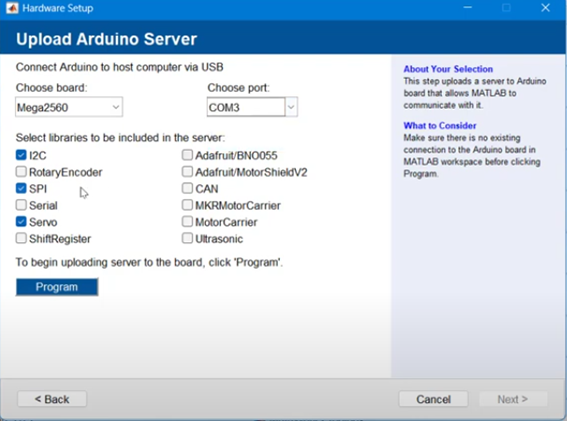 Hardware Setup
Upload Arduino Server
Connect Arduino to host computer via USB
Choose board:
Mega2560
Choose port:
COM3
Select libraries to be included in the server:
I2C
RotaryEncoder
SPI
Serial
Servo
ShiftRegister
Adafruit/BNO055
Adafruit/MotorShieldV2
CAN
MKRMotorCarrier
MotorCarrier
Ultrasonic
To begin uploading server to the board, click 'Program'.
Program
About Your Selection
This step uploads a server to Arduino
board that allows MATLAB to
communicate with it.
What to Consider
Make sure there is no existing
connection to the Arduino board in
MATLAB workspace before clicking
Program.
< Back
Cancel
Next >